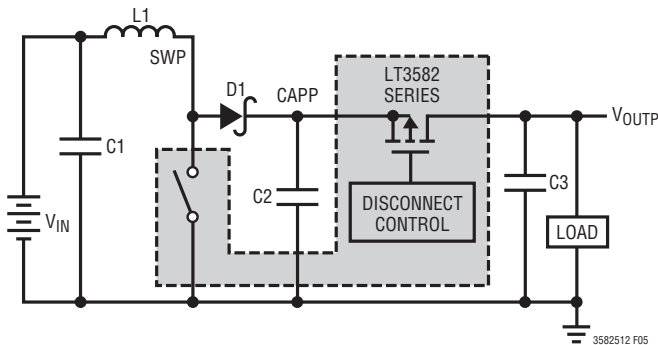 L1
SWP
D1
CAPP
LT3582
SERIES
VOUTP
C1
C2
C3
DISCONNECT
CONTROL
LOAD
VIN
3582512 F05